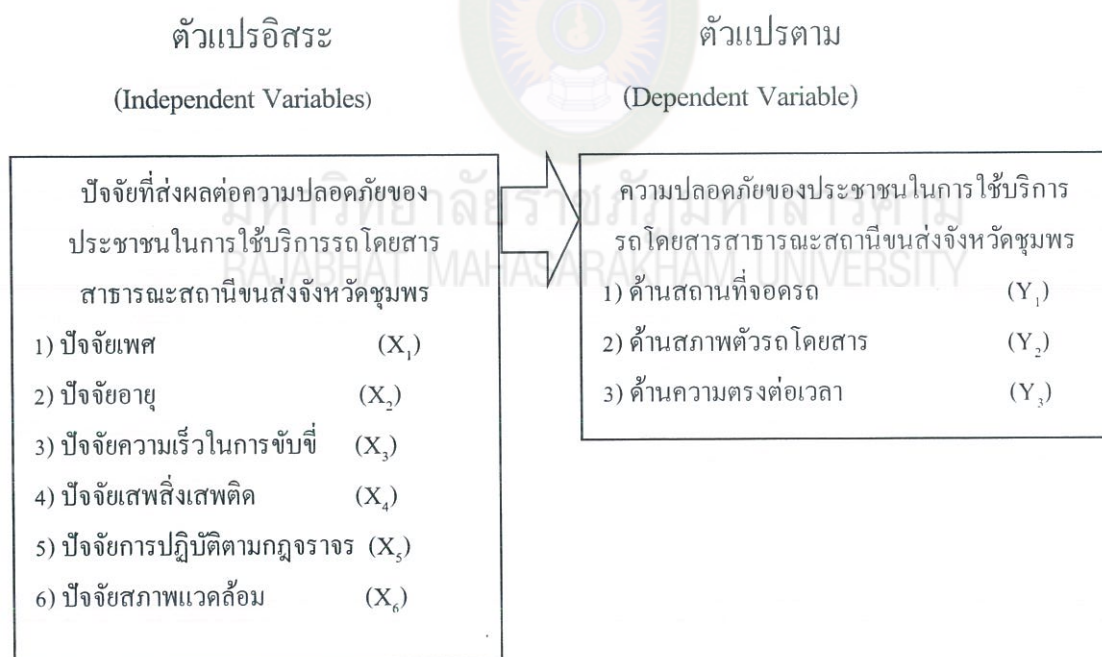 ตัวแปรอิสระ
(Independent Variables)
ปัจจัยที่ส่งผลต่อความปลอดภัยของ
ประชาชนในการใช้บริการรถโดยสาร
สาธารณะสถานีขนส่งจังหวัดชุมพร
1) ปัจจัยเพศ (X₁)
2) ปัจจัยอายุ (X₂)
3) ปัจจัยความเร็วในการขับขี่ (X₃)
4) ปัจจัยเสพสิ่งเสพติด (X₄)
5) ปัจจัยการปฏิบัติตามกฎจราจร (X₅)
6) ปัจจัยสภาพแวดล้อม (X₆)
ตัวแปรตาม
(Dependent Variable)
ความปลอดภัยของประชาชนในการใช้บริการ
รถโดยสารสาธารณะสถานีขนส่งจังหวัดชุมพร
1) ด้านสถานที่จอดรถ (Y₁)
2) ด้านสภาพตัวรถโดยสาร (Y₂)
3) ด้านความตรงต่อเวลา (Y₃)
มหาวิทยาลัยราชภัฏมหาสารคาม
RAJABHAT MAHASARAKHAM UNIVERSITY